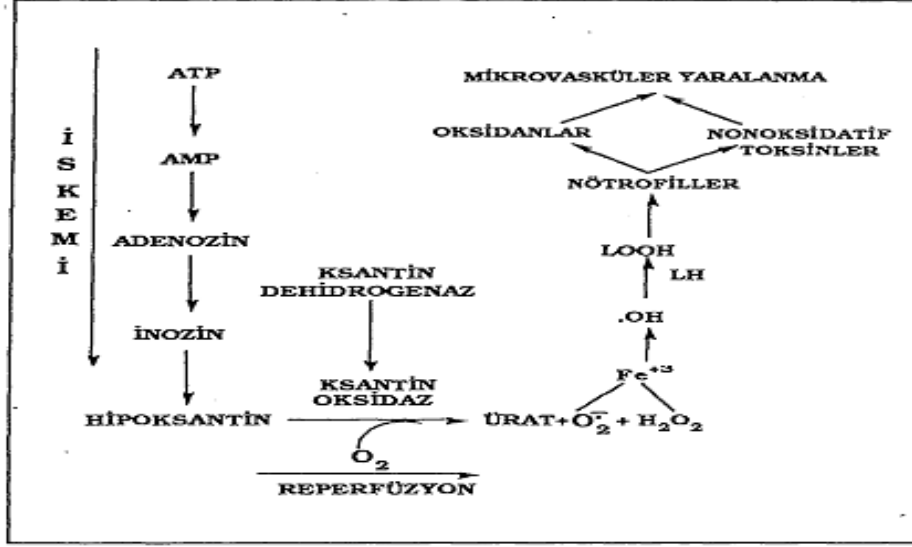 İSKEMİ
ATP
AMP
ADENOZİN
İNOZİN
HİPOKSANTİN
KSANTİN
DEHİDROGENAZ
KSANTİN
OKSİDAZ
O₂
REPERFÜZYON
ÜRAT+O₂⁻ + H₂O₂
Fe⁺³
.OH
LH
LOOH
NÖTROFİLLER
OKSİDANLAR
NONOKSİDATİF
TOKSİNLER
MİKROVASKÜLER YARALANMA